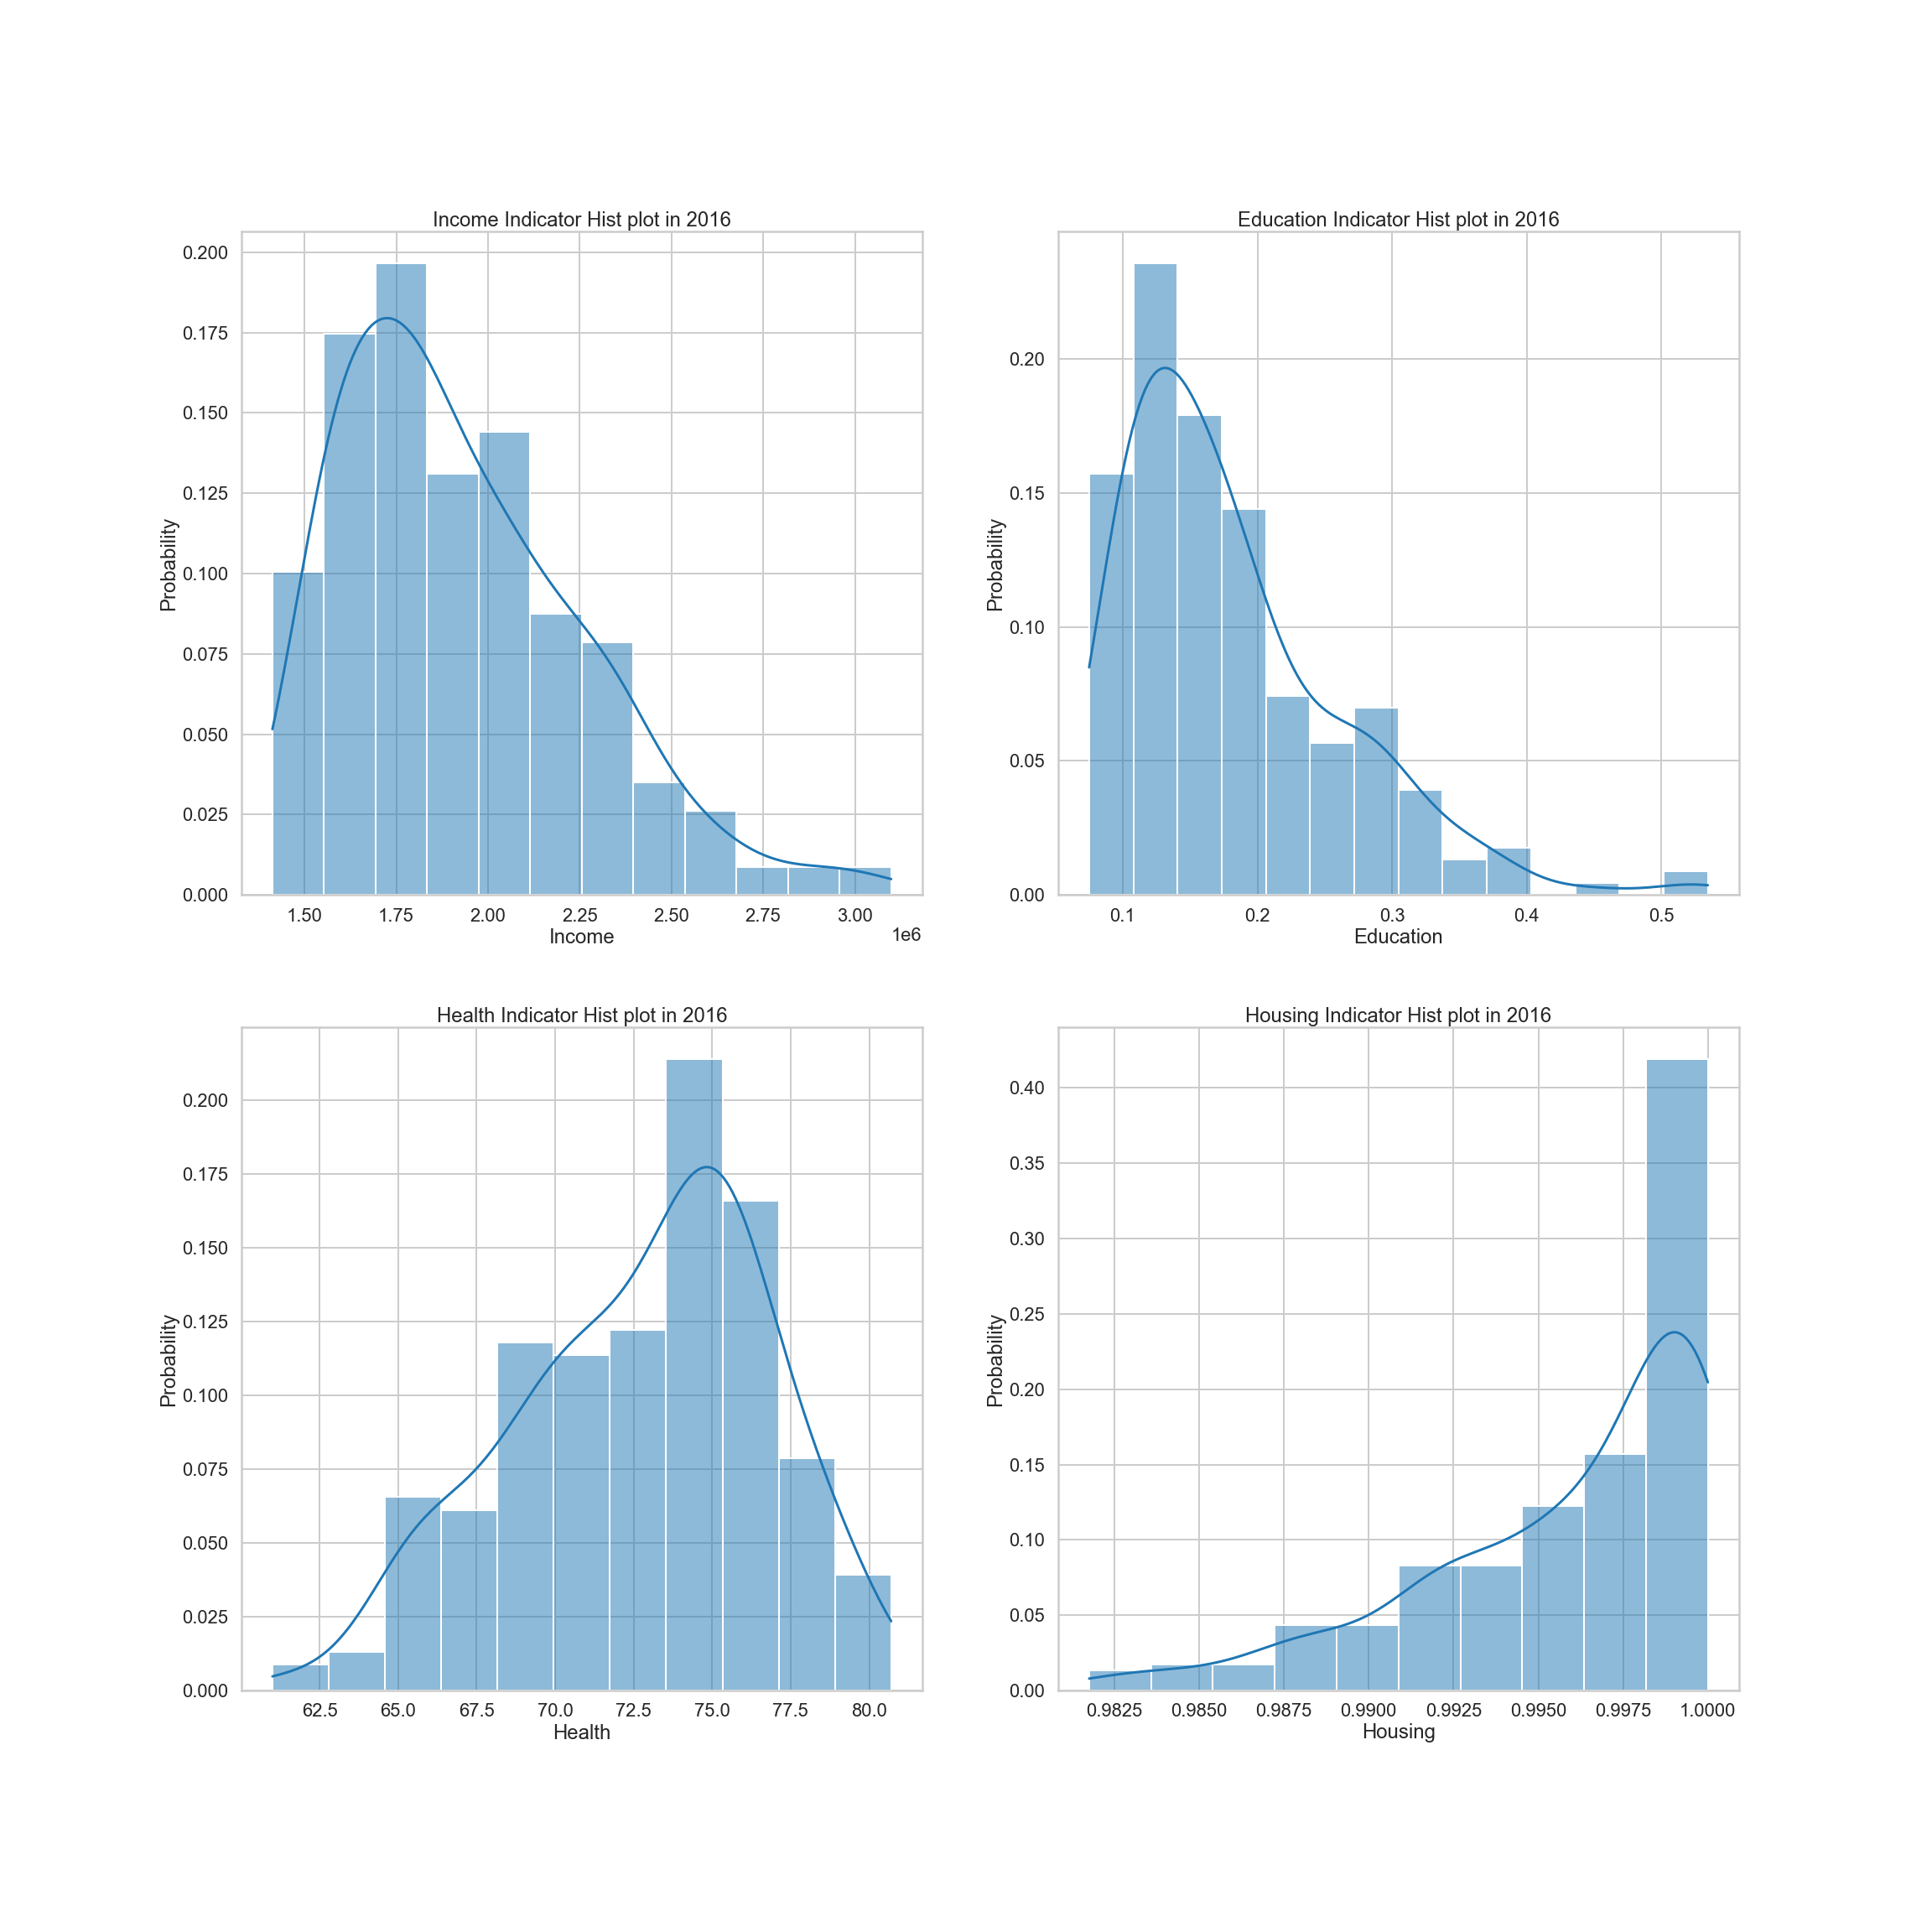 Income Indicator Hist plot in 2016
0.200
0.175
0.150
0.125
0.100
0.075
0.050
0.025
0.000
Probability
1.50 1.75 2.00 2.25 2.50 2.75 3.00
1e6
Income
Education Indicator Hist plot in 2016
0.20
0.15
0.10
0.05
0.00
Probability
0.1 0.2 0.3 0.4 0.5
Education
Health Indicator Hist plot in 2016
0.200
0.175
0.150
0.125
0.100
0.075
0.050
0.025
0.000
Probability
62.5 65.0 67.5 70.0 72.5 75.0 77.5 80.0
Health
Housing Indicator Hist plot in 2016
0.40
0.35
0.30
0.25
0.20
0.15
0.10
0.05
0.00
Probability
0.9825 0.9850 0.9875 0.9900 0.9925 0.9950 0.9975 1.0000
Housing